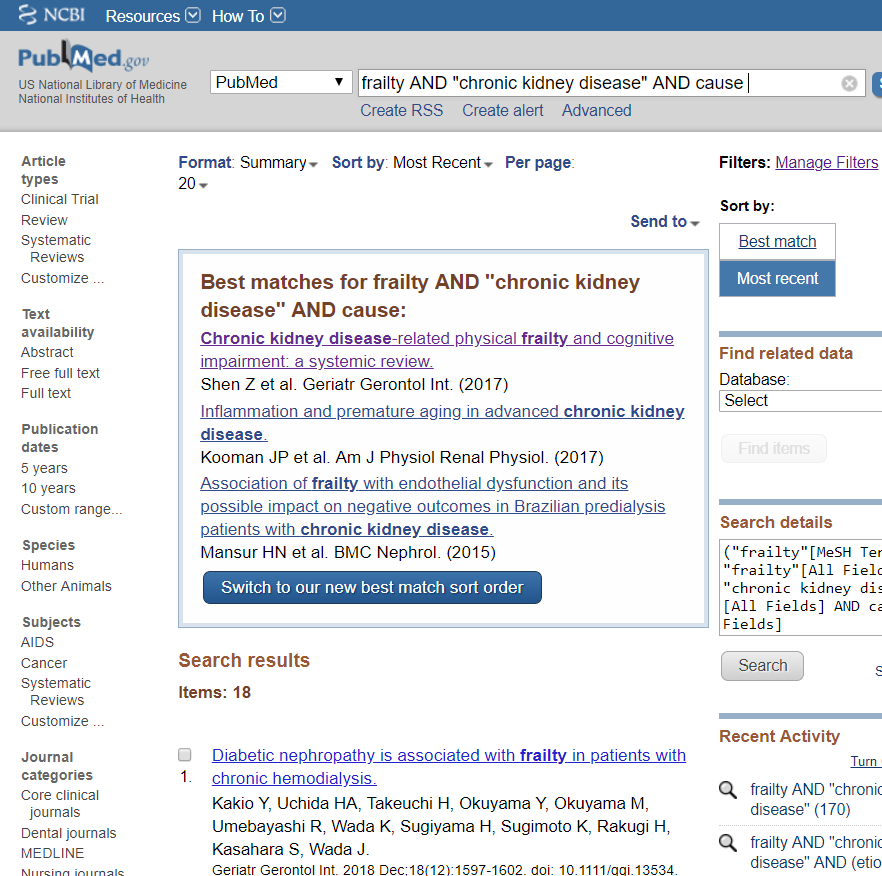 NCBI Resources How To
PubMed.gov
US National Library of Medicine
National Institutes of Health
PubMed
frailty AND "chronic kidney disease" AND cause
Create RSS Create alert Advanced
Article
types
Clinical Trial
Review
Systematic
Reviews
Customize ...
Text
availability
Abstract
Free full text
Full text
Publication
dates
5 years
10 years
Custom range...
Species
Humans
Other Animals
Subjects
AIDS
Cancer
Systematic
Reviews
Customize ...
Journal
categories
Core clinical
journals
Dental journals
MEDLINE
Nursing journals
Format: Summary Sort by: Most Recent Per page:
20
Send to
Best matches for frailty AND "chronic kidney
disease" AND cause:
Chronic kidney disease-related physical frailty and cognitive
impairment: a systemic review.
Shen Z et al. Geriatr Gerontol Int. (2017)
Inflammation and premature aging in advanced chronic kidney
disease.
Kooman JP et al. Am J Physiol Renal Physiol. (2017)
Association of frailty with endothelial dysfunction and its
possible impact on negative outcomes in Brazilian predialysis
patients with chronic kidney disease.
Mansur HN et al. BMC Nephrol. (2015)
Switch to our new best match sort order
Search results
Items: 18
1.
Diabetic nephropathy is associated with frailty in patients with
chronic hemodialysis.
Kakio Y, Uchida HA, Takeuchi H, Okuyama Y, Okuyama M,
Umebayashi R, Wada K, Sugiyama H, Sugimoto K, Rakugi H,
Kasahara S, Wada J.
Geriatr Gerontol Int. 2018 Dec;18(12):1597-1602. doi: 10.1111/ggi.13534.
Filters: Manage Filters
Sort by:
Best match
Most recent
Find related data
Database:
Select
Find items
Search details
("frailty"[MeSH Ter
"frailty"[All Field
"chronic kidney dis
[All Fields] AND ca
Fields]
Search
Recent Activity
Turn
frailty AND "chronic
disease" (170)
frailty AND "chronic
disease" AND (etio